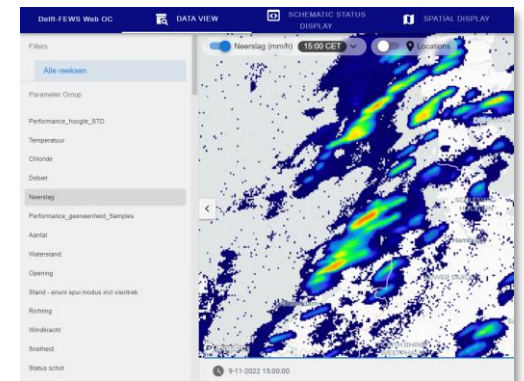 Delft-FEWS Web OC
DATA VIEW
SCHEMATIC STATUS
DISPLAY
SPATIAL DISPLAY
Filters
Alle reeksen
Parameter Group
Performance_hoogte_STD
Temperatuur
Chloride
Debiet
Neerslag
Performance_geeneenheid_Samples
Aantal
Waterstand
Opening
Stand - enum spui modus incl vismtrek
Richting
Windkracht
Snelheid
Status schot
Neerslag (mm/h)
15:00 CET
Locations
9-11-2022 15:00:00